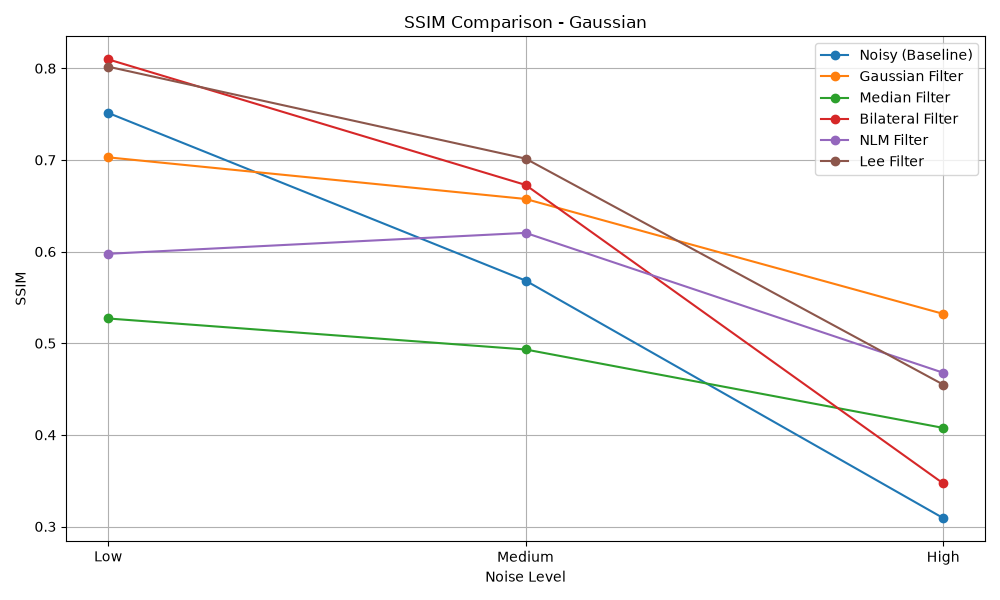 SSIM Comparison - Gaussian
Noisy (Baseline)
Gaussian Filter
Median Filter
Bilateral Filter
NLM Filter
Lee Filter
SSIM
0.8
0.7
0.6
0.5
0.4
0.3
Low
Medium
High
Noise Level